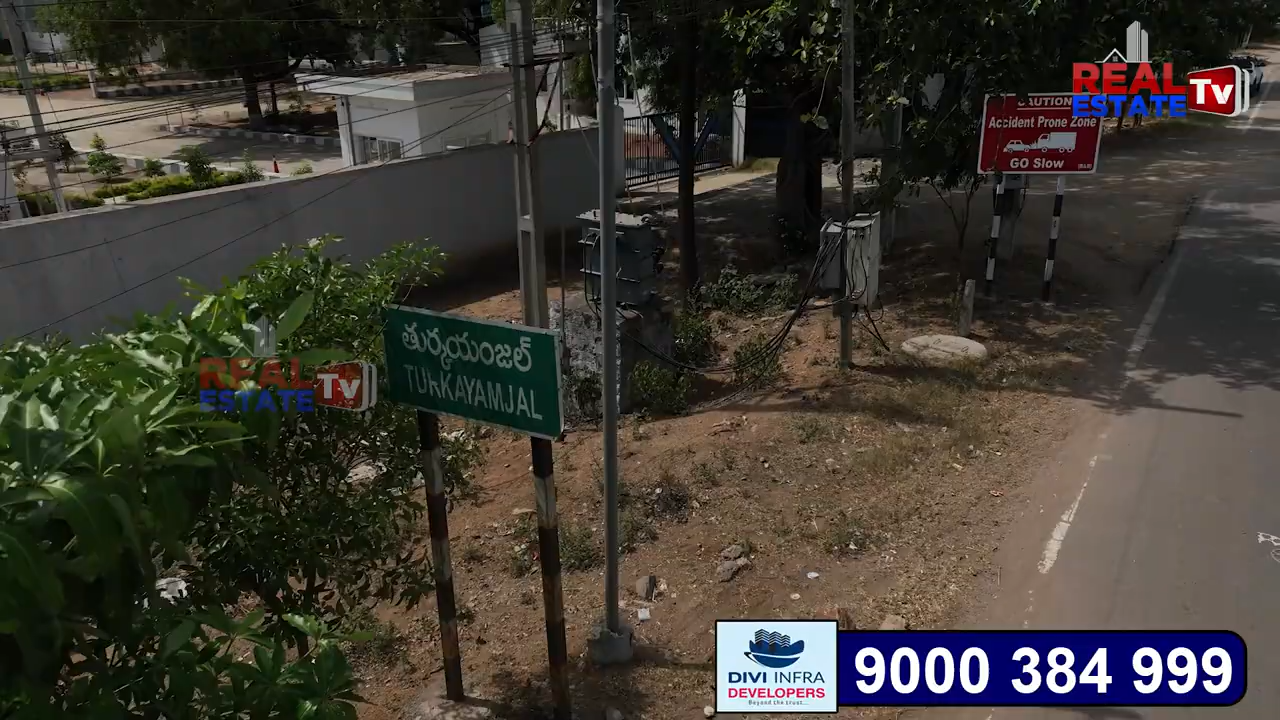 REAL
ESTATE TV
CAUTION
Accident Prone Zone
GO Slow
తుర్కయంజల్
TURKAYAMJAL
REAL
ESTATE TV
DIVI INFRA
DEVELOPERS
Beyond the trust...
9000 384 999